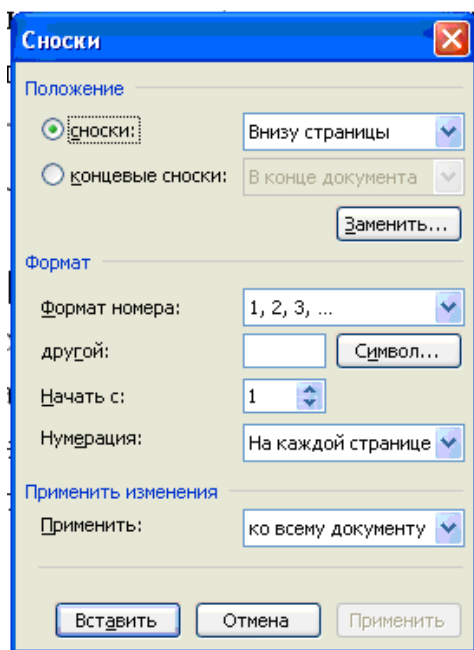 Сноски
Положение
сноски: Внизу страницы
концевые сноски: В конце документа
Заменить...
Формат
Формат номера: 1, 2, 3, ...
другой: Символ...
Начать с: 1
Нумерация: На каждой странице
Применить изменения
Применить: ко всему документу
Вставить Отмена Применить